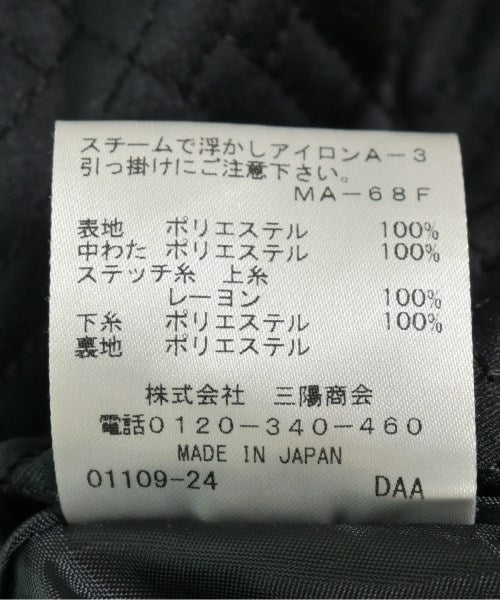 スチームで浮かしアイロンA－3
引っ掛けにご注意下さい。
MA－68F
表地 ポリエステル 100%
中わた ポリエステル 100%
ステッチ糸 上糸
レーヨン 100%
下糸 ポリエステル 100%
裏地 ポリエステル
株式会社 三陽商会
電話0120－340－460
MADE IN JAPAN
01109-24 DAA